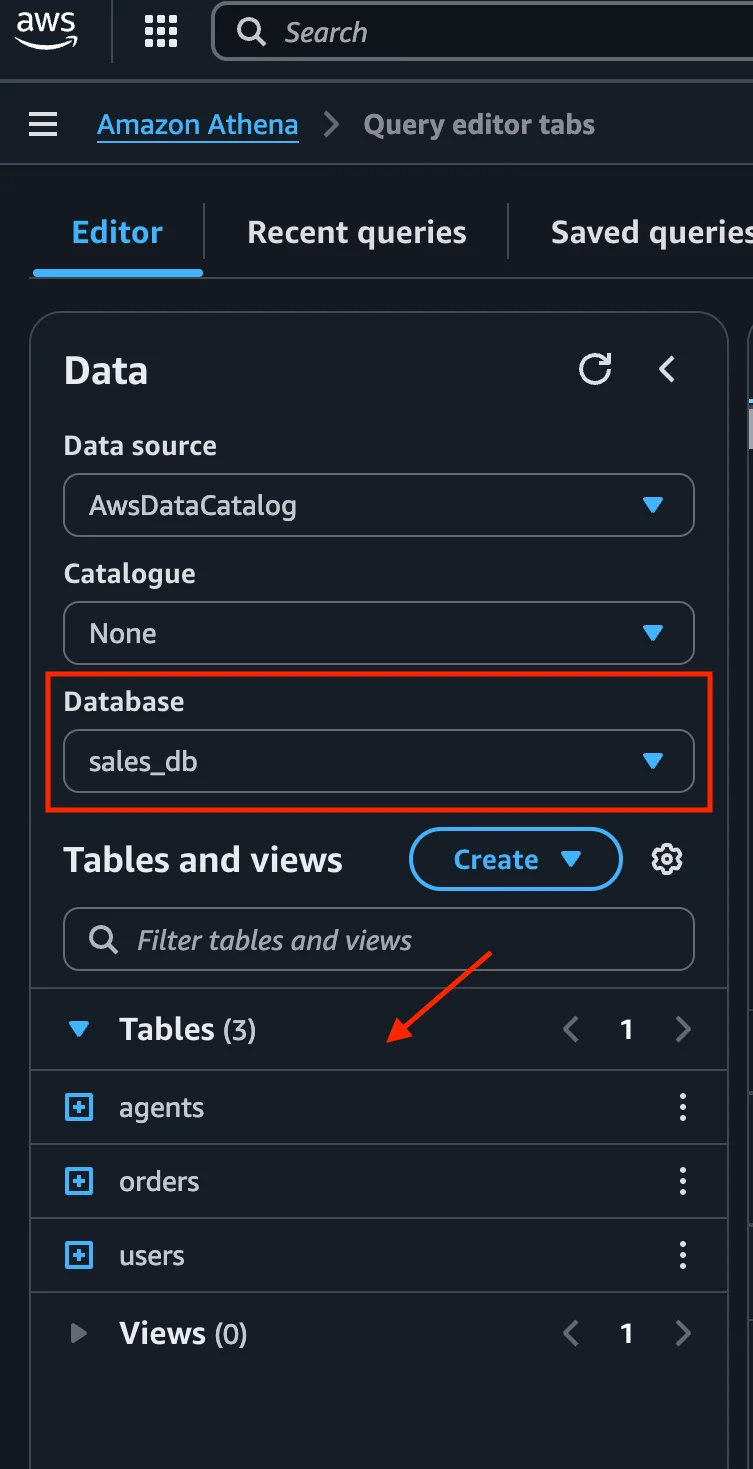 aws
Search
Amazon Athena > Query editor tabs
Editor
Recent queries
Saved queries
Data
Data source
AwsDataCatalog
Catalogue
None
Database
sales_db
Tables and views
Create
Filter tables and views
Tables (3)
1
agents
orders
users
Views (0)
1